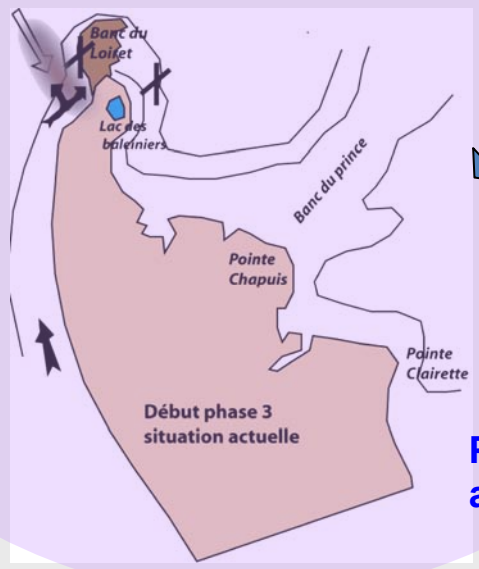 Banc du
Loiret
Lac des
baleiniers
Banc du prince
Pointe
Chapuis
Pointe
Clairette
Début phase 3
situation actuelle